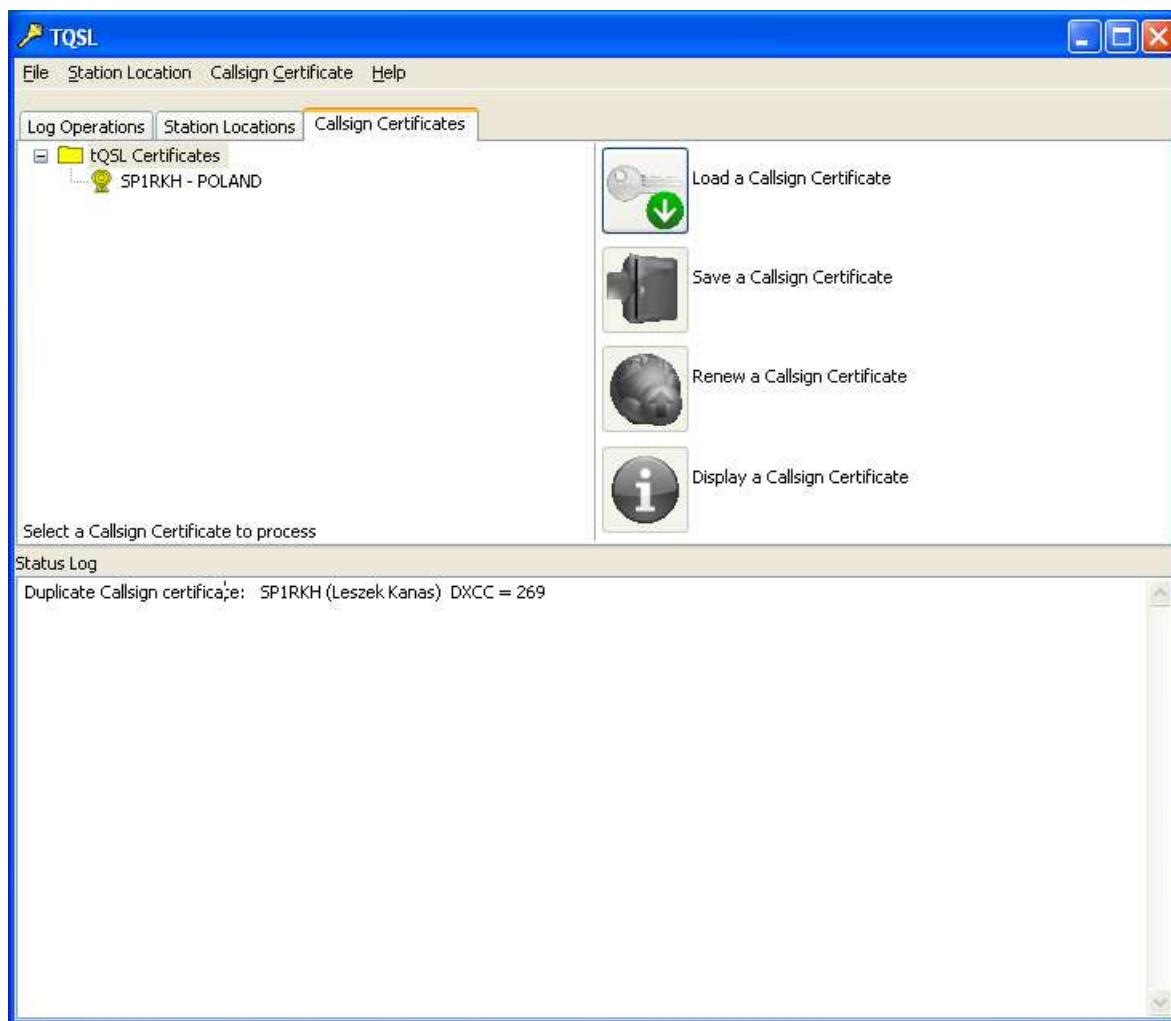 TQSL
File Station Location Callsign Certificate Help
Log Operations Station Locations Callsign Certificates
tQSL Certificates
SP1RKH - POLAND
Load a Callsign Certificate
Save a Callsign Certificate
Renew a Callsign Certificate
Display a Callsign Certificate
Select a Callsign Certificate to process
Status Log
Duplicate Callsign certificate: SP1RKH (Leszek Kanas) DXCC = 269